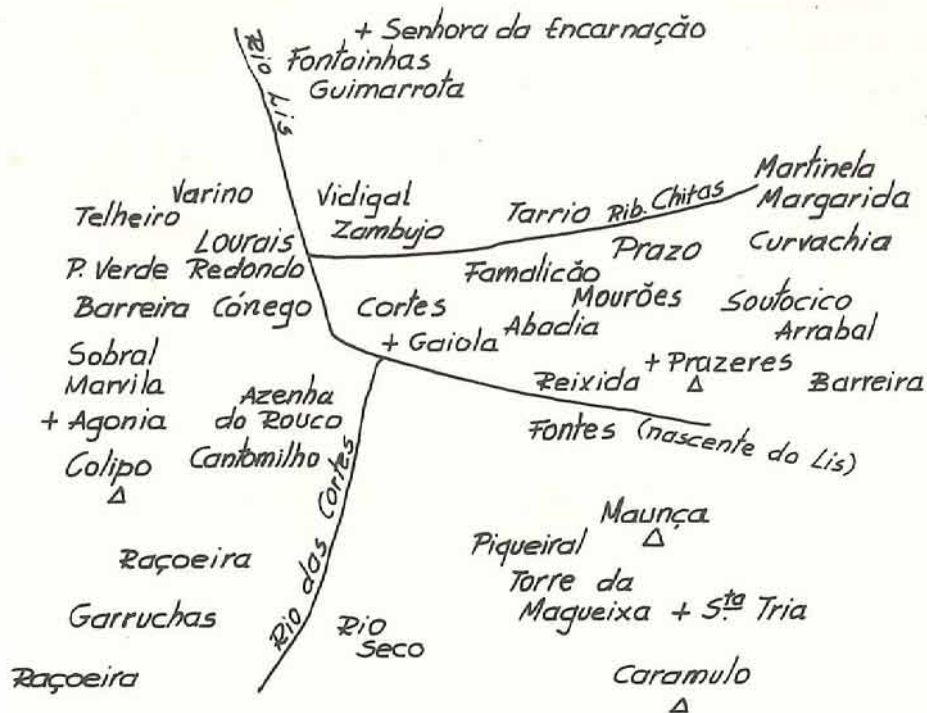 + Senhora da Encarnação
Rio Lis
Fontainhas
Guimarrota
Martinela
Margarida
Varino
Vidigal
Tarrio
Rib. Chitas
Telheiro
Zambujo
Lourais
Prazo
Curvachia
P. Verde
Redondo
Famalicão
Barreira
Cónego
Cortes
Mourões
Soutocico
Abadia
Arrabal
+ Gaiola
Sobral
Marvila
Reixida
+ Prazeres
Δ
Barreira
+ Agonia
Azenha
do Rouco
Fontes (nascente do Lis)
Colipo
Δ
Cantomilho
Rio das Cortes
Maunça
Δ
Raçoeira
Piqueiral
Torre da
Magueixa
+ S.ta Tria
Garruchas
Rio
Seco
Raçoeira
Caramulo
Δ